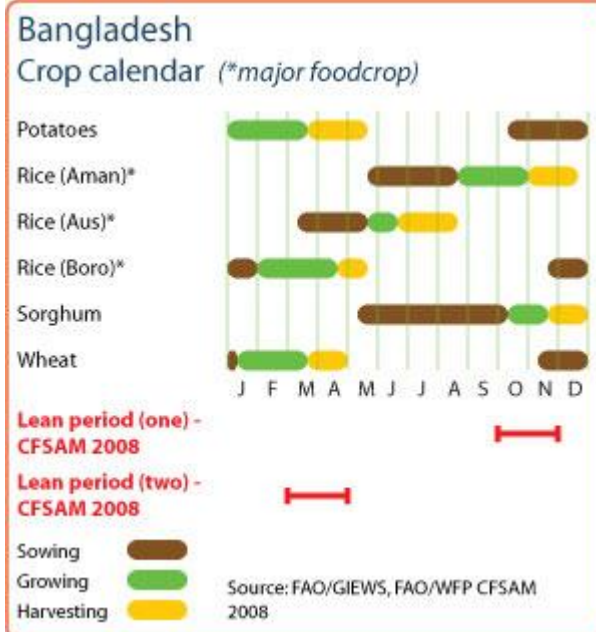 Bangladesh
Crop calendar (*major foodcrop)
Potatoes
Rice (Aman)*
Rice (Aus)*
Rice (Boro)*
Sorghum
Wheat
J F M A M J J A S O N D
Lean period (one) -
CFSAM 2008
Lean period (two) -
CFSAM 2008
Sowing
Growing
Harvesting
Source: FAO/GIEWS, FAO/WFP CFSAM
2008